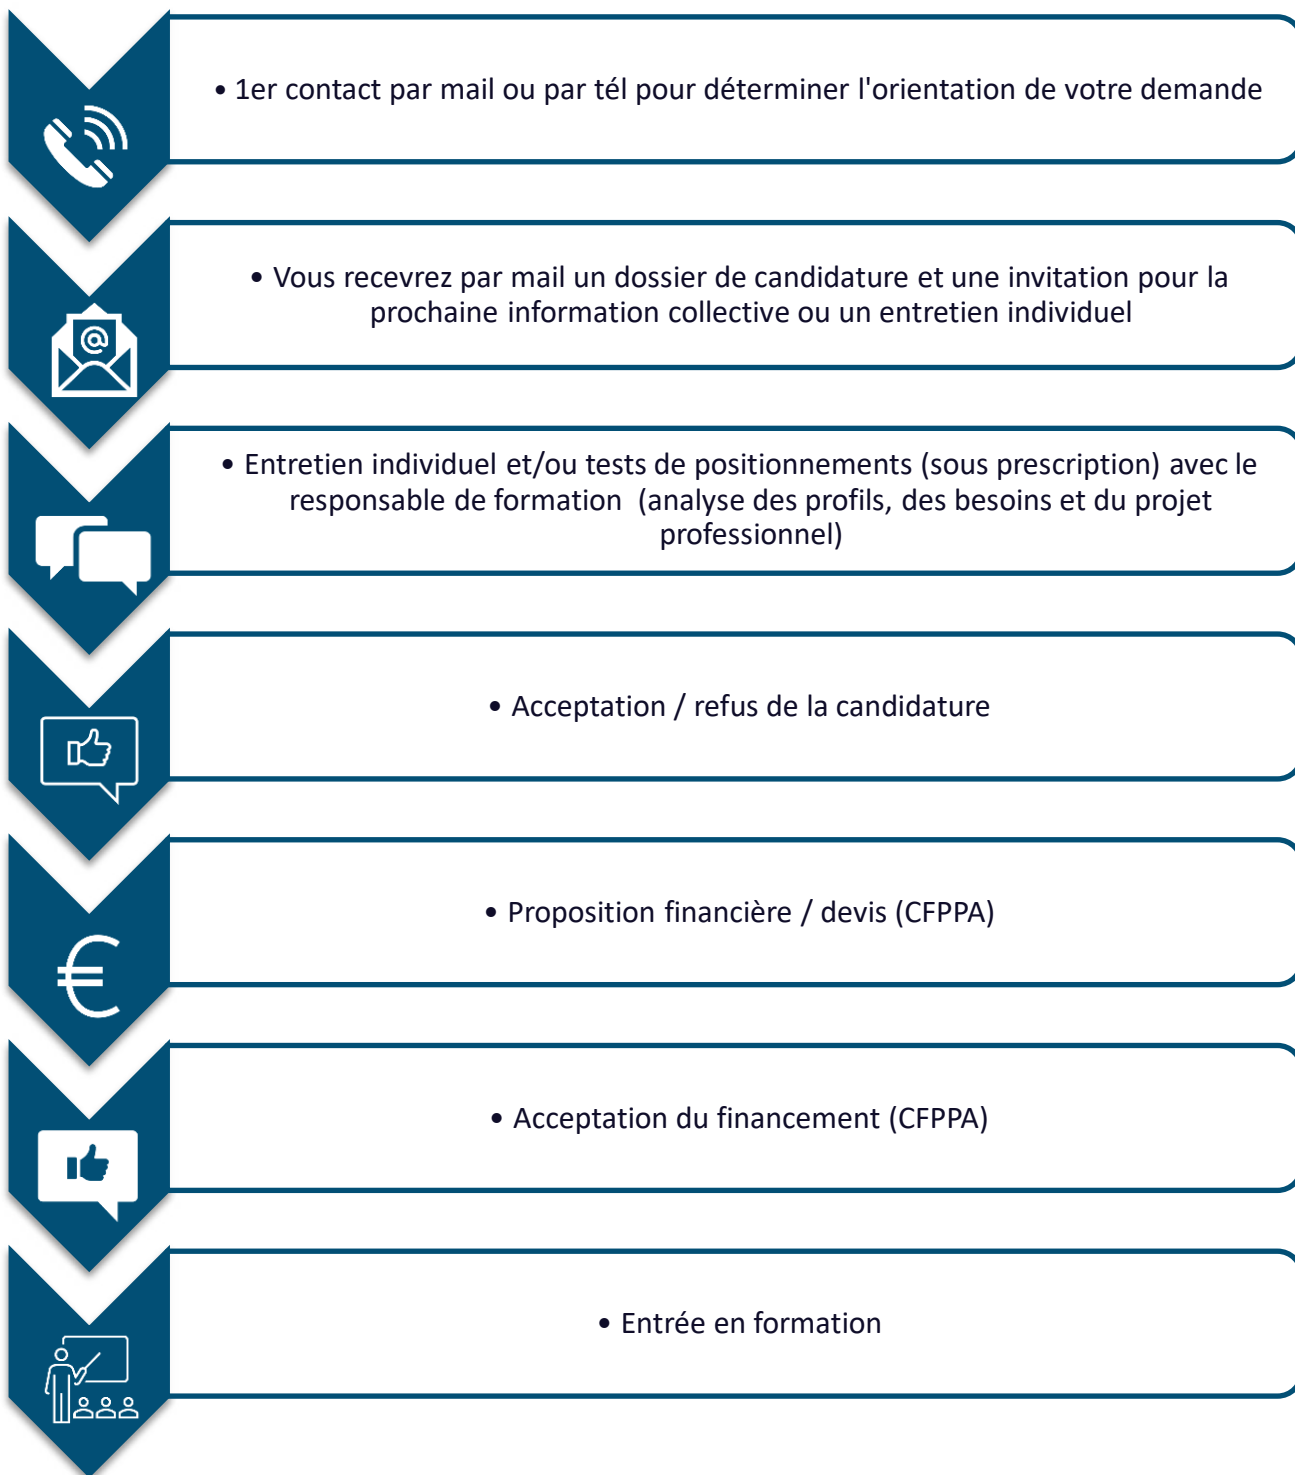 • 1er contact par mail ou par tél pour déterminer l'orientation de votre demande
• Vous recevrez par mail un dossier de candidature et une invitation pour la
prochaine information collective ou un entretien individuel
• Entretien individuel et/ou tests de positionnements (sous prescription) avec le
responsable de formation (analyse des profils, des besoins et du projet
professionnel)
• Acceptation / refus de la candidature
• Proposition financière / devis (CFPPA)
• Acceptation du financement (CFPPA)
• Entrée en formation